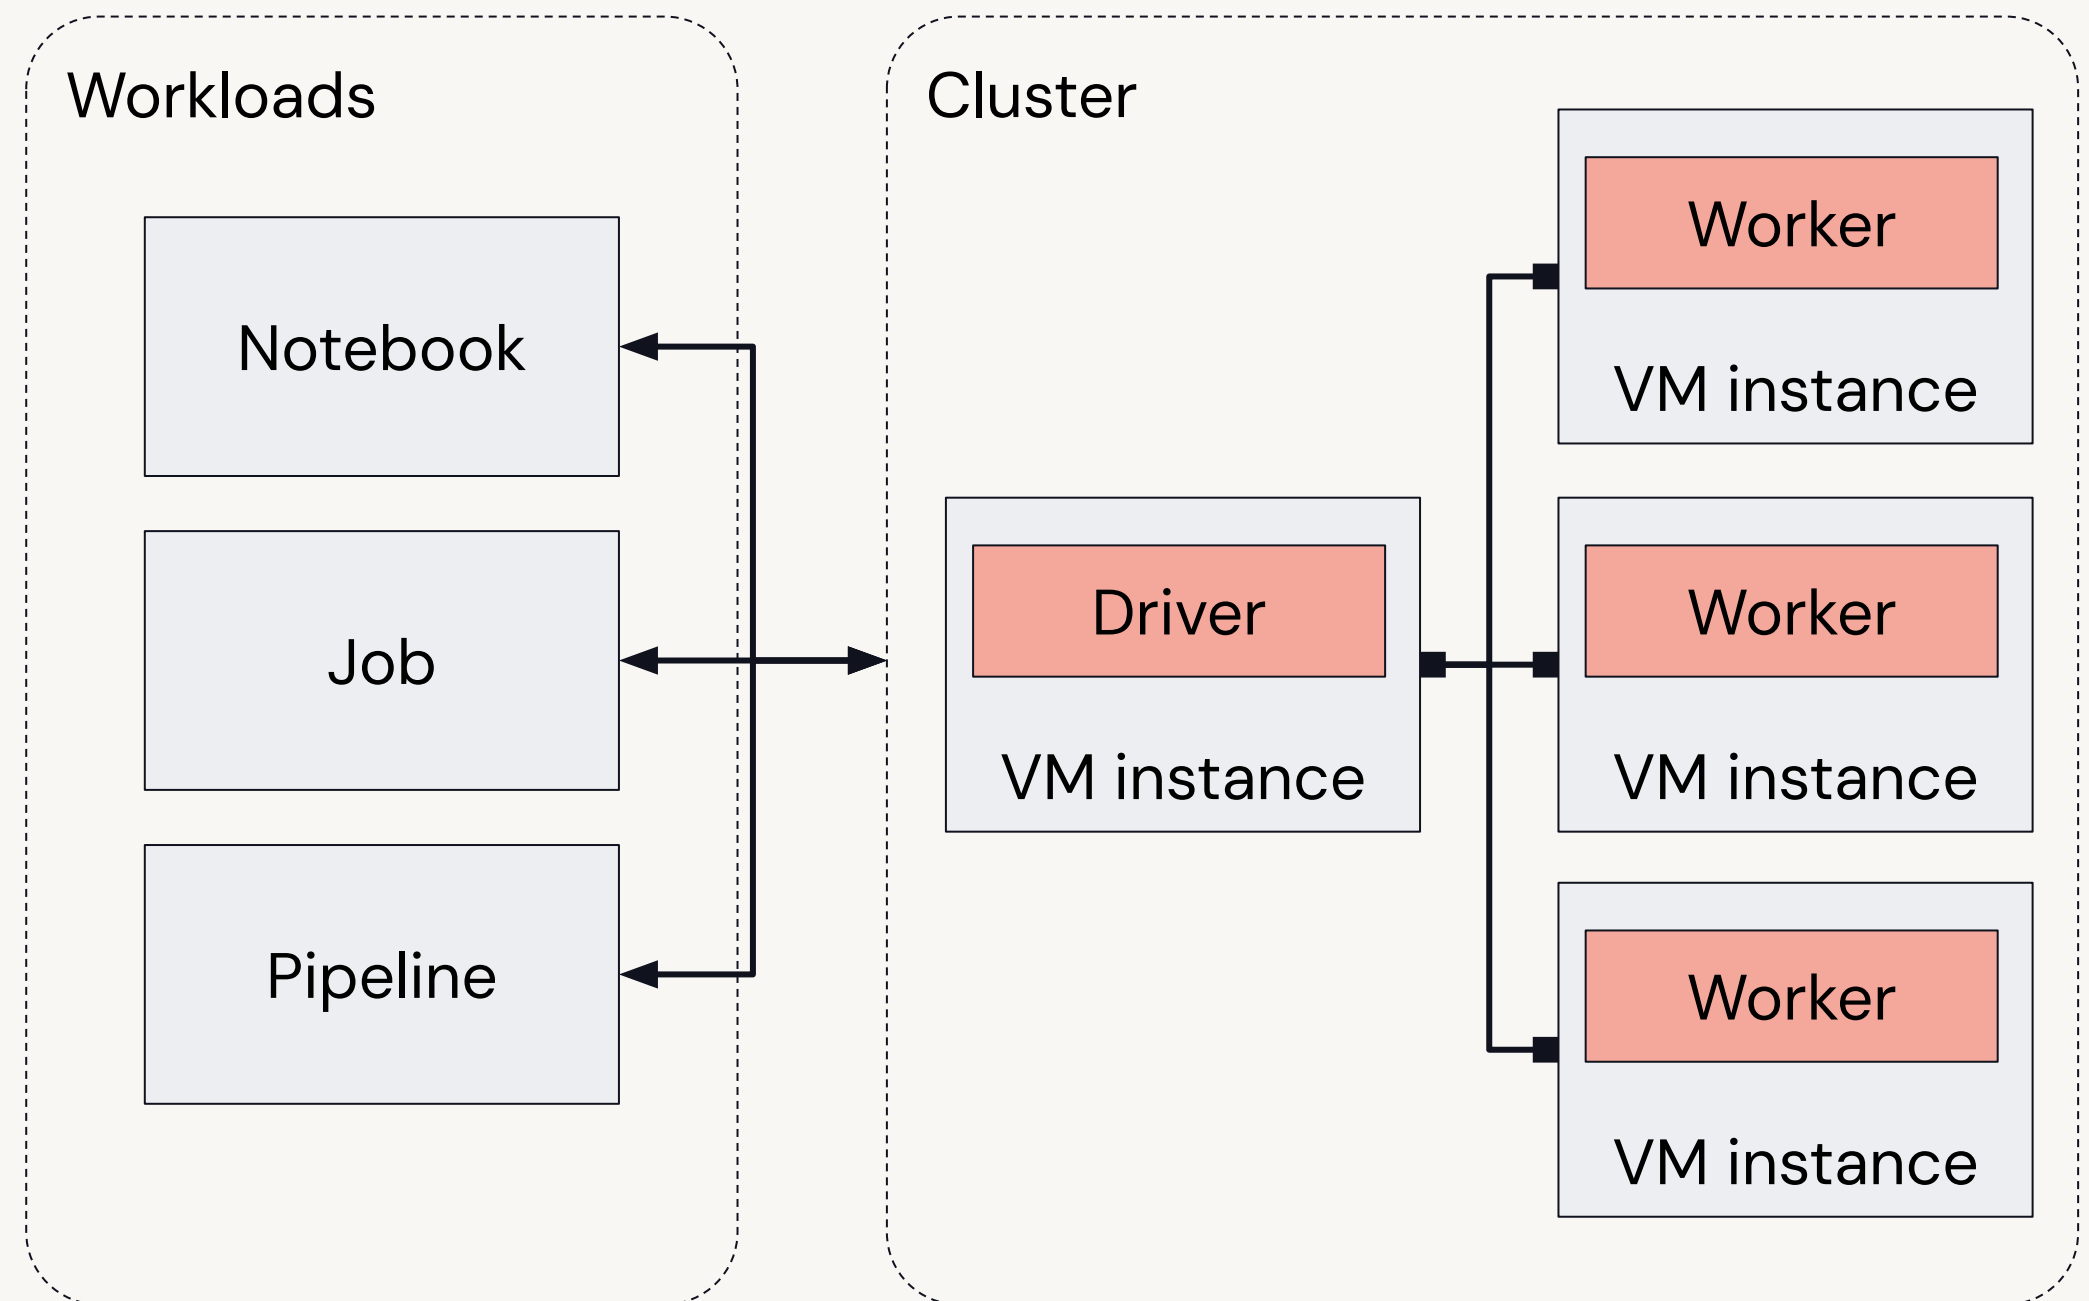 Workloads
Notebook
Job
Pipeline
Cluster
Driver
VM instance
Worker
VM instance
Worker
VM instance
Worker
VM instance